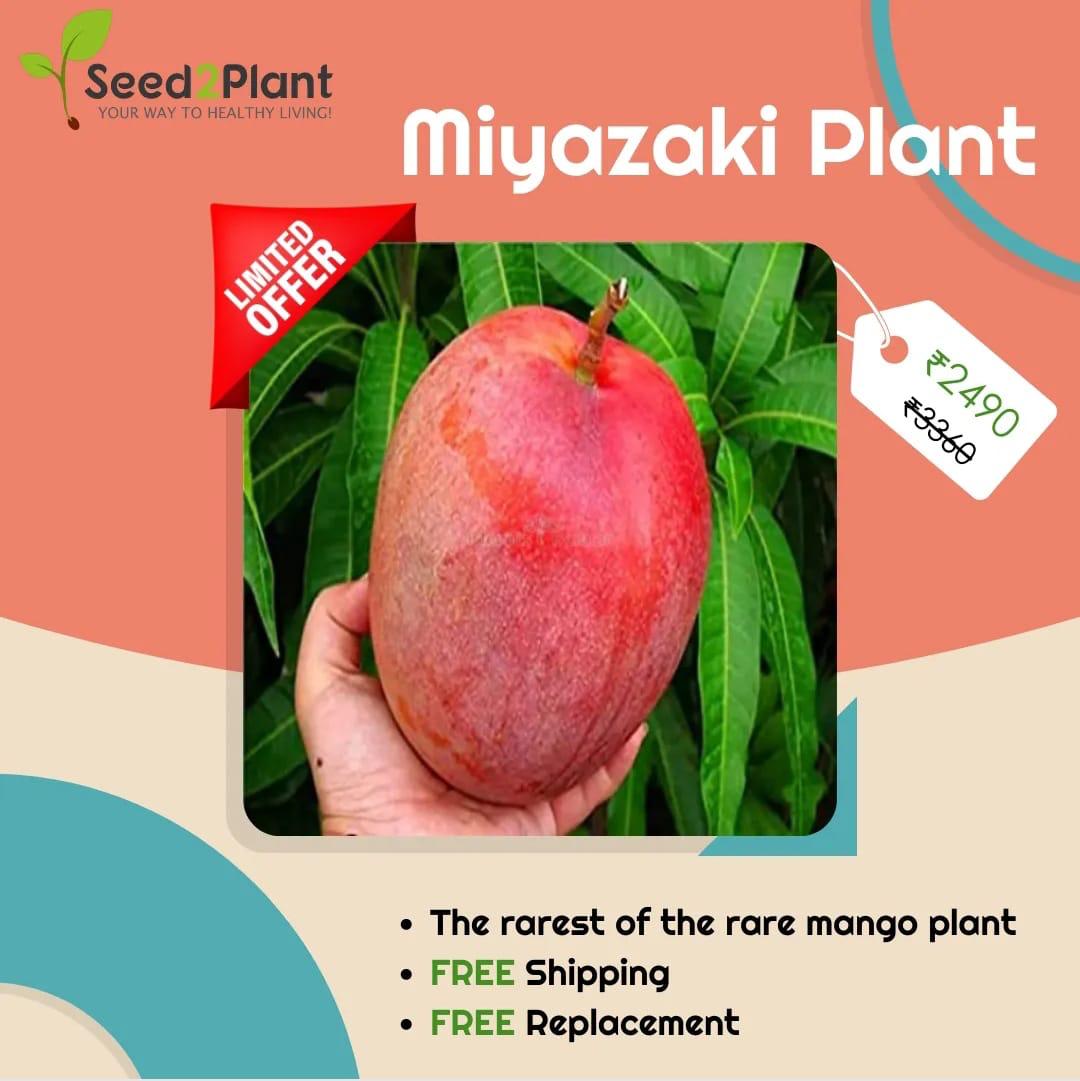 Seed2Plant
YOUR WAY TO HEALTHY LIVING!
Miyazaki Plant
LIMITED
OFFER
₹2490
₹3360
• The rarest of the rare mango plant
• FREE Shipping
• FREE Replacement